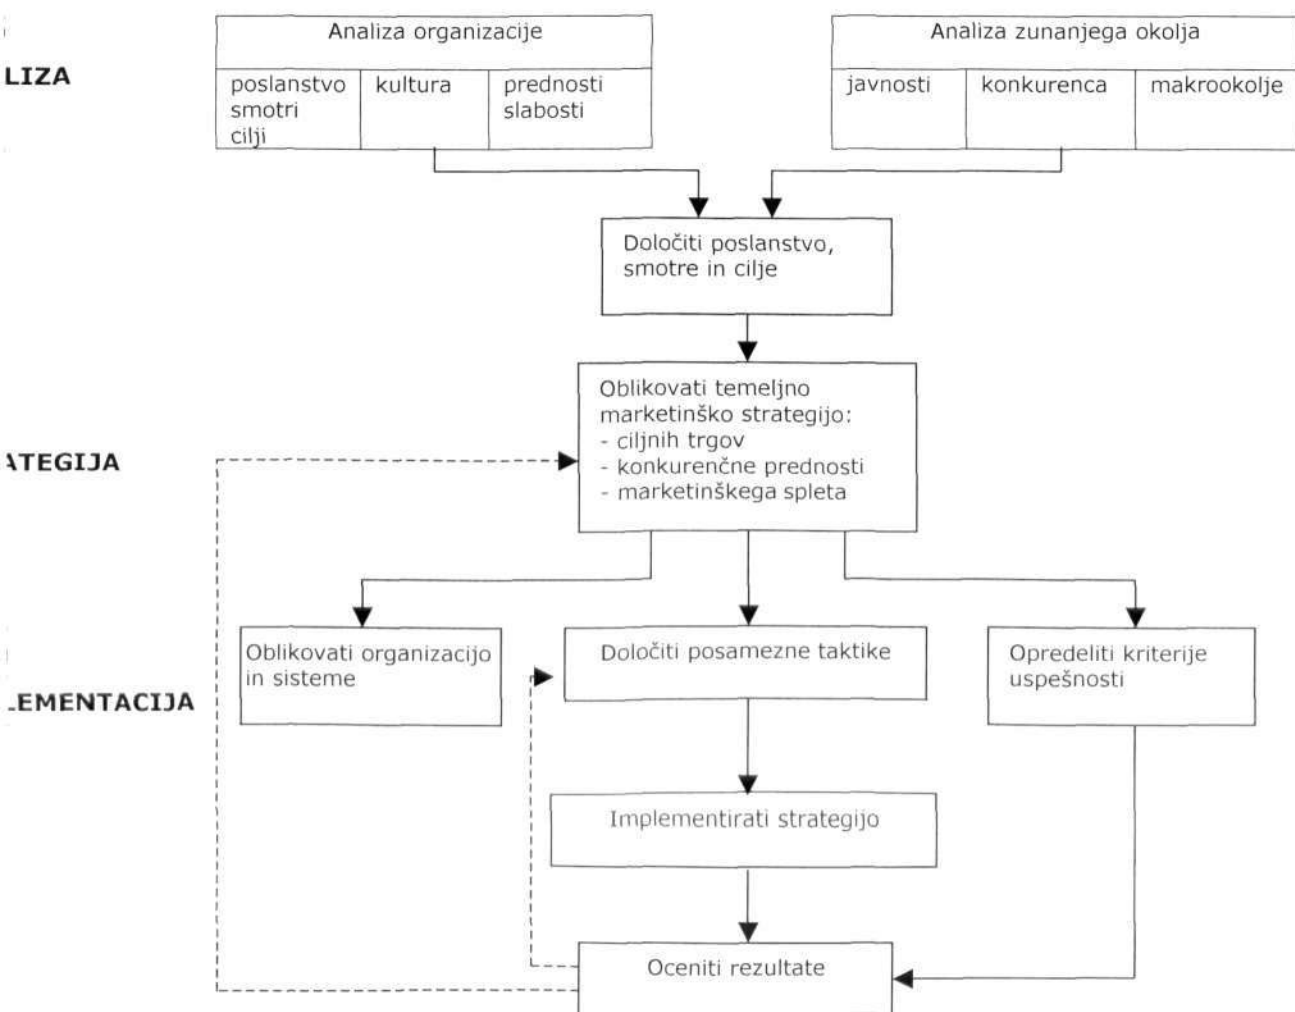 Analiza organizacije
Analiza zunanjega okolja
LIZA
poslanstvo
smotri
cilji
kultura
prednosti
slabosti
javnosti
konkurenca
makrookolje
Določiti poslanstvo,
smotre in cilje
Oblikovati temeljno
marketinško strategijo:
- ciljnih trgov
- konkurenčne prednosti
- marketinškega spleta
ATEGIJA
Oblikovati organizacijo
in sisteme
Določiti posamezne taktike
Opredeliti kriterije
uspešnosti
LEMENTACIJA
Implementirati strategijo
Oceniti rezultate